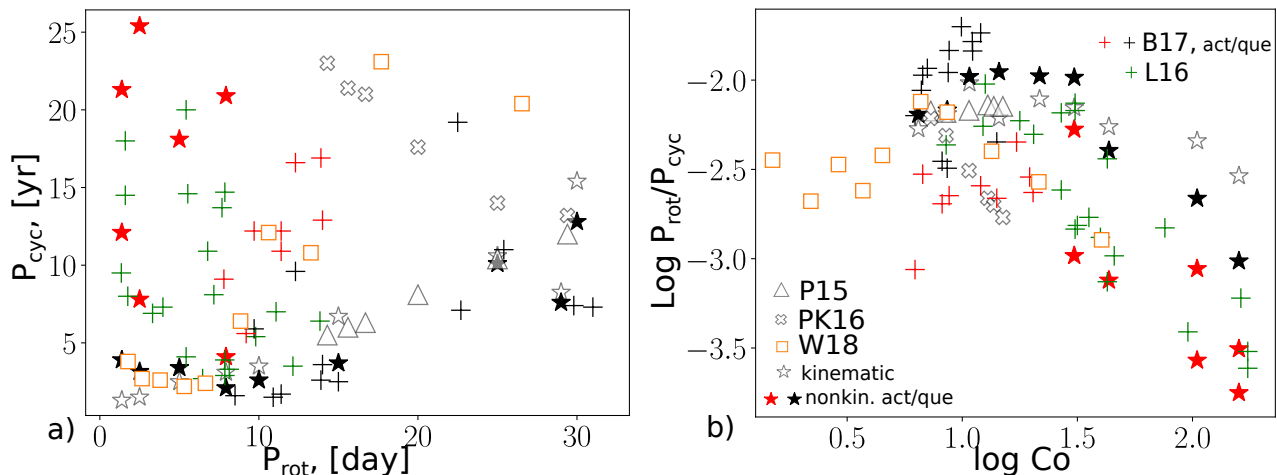 25
20
15
10
5
P_cyc, [yr]
0
10
20
30
P_rot, [day]
a)
−2.0
−2.5
−3.0
−3.5
Log P_rot/P_cyc
B17, act/que
L16
P15
PK16
W18
kinematic
nonkin. act/que
0.5
1.0
1.5
2.0
log Co
b)